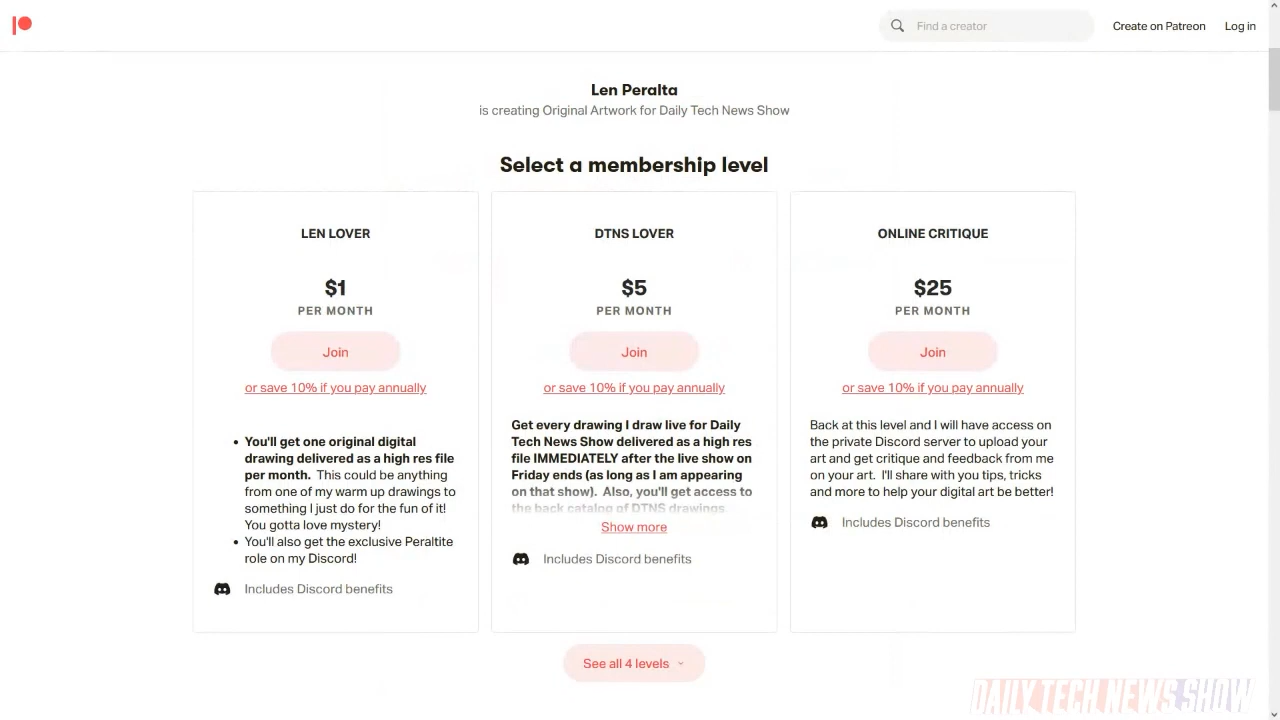 Find a creator
Create on Patreon
Log in
Len Peralta
is creating Original Artwork for Daily Tech News Show
Select a membership level
LEN LOVER
$1
PER MONTH
Join
or save 10% if you pay annually
• You'll get one original digital
drawing delivered as a high res file
per month. This could be anything
from one of my warm up drawings to
something I just do for the fun of it!
You gotta love mystery!
• You'll also get the exclusive Peraltite
role on my Discord!
Includes Discord benefits
DTNS LOVER
$5
PER MONTH
Join
or save 10% if you pay annually
Get every drawing I draw live for Daily
Tech News Show delivered as a high res
file IMMEDIATELY after the live show on
Friday ends (as long as I am appearing
on that show). Also, you'll get access to
the back catalog of DTNS drawings
Show more
Includes Discord benefits
ONLINE CRITIQUE
$25
PER MONTH
Join
or save 10% if you pay annually
Back at this level and I will have access on
the private Discord server to upload your
art and get critique and feedback from me
on your art. I'll share with you tips, tricks
and more to help your digital art be better!
Includes Discord benefits
See all 4 levels
DAILY TECH NEWS SHOW